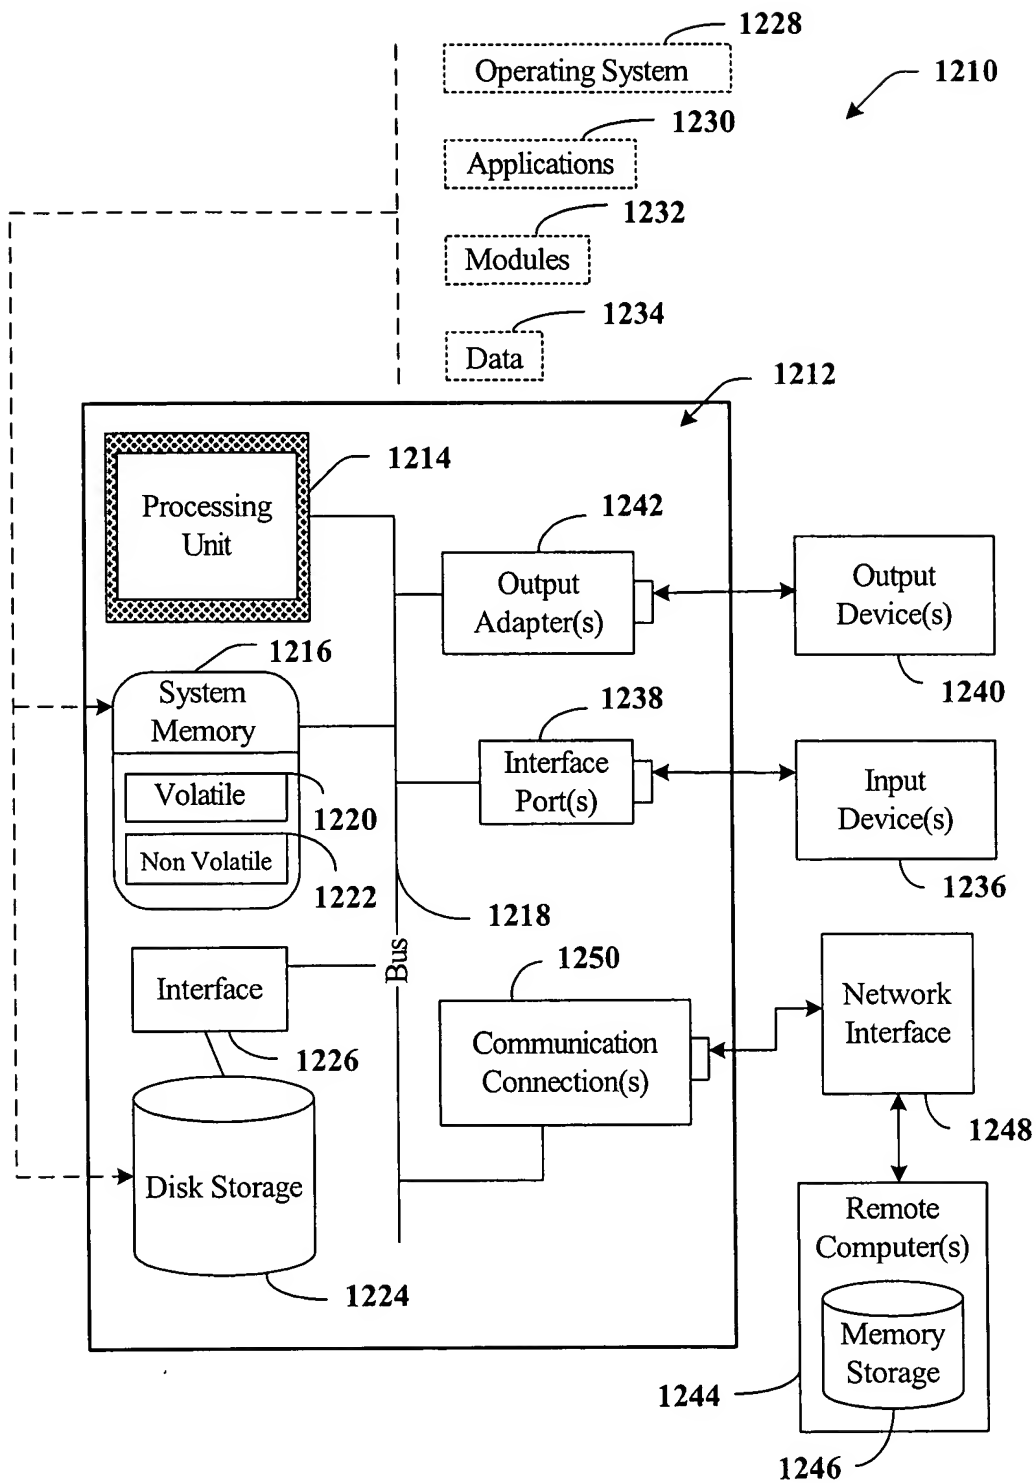 1228
Operating System
1210
1230
Applications
1232
Modules
1234
Data
1212
1214
Processing
Unit
1242
Output
Adapter(s)
Output
Device(s)
1240
1216
System
Memory
Volatile
1220
Non Volatile
1222
1238
Interface
Port(s)
Input
Device(s)
1236
1218
Bus
Interface
1226
1250
Communication
Connection(s)
Network
Interface
1248
Disk Storage
1224
Remote
Computer(s)
Memory
Storage
1244
1246